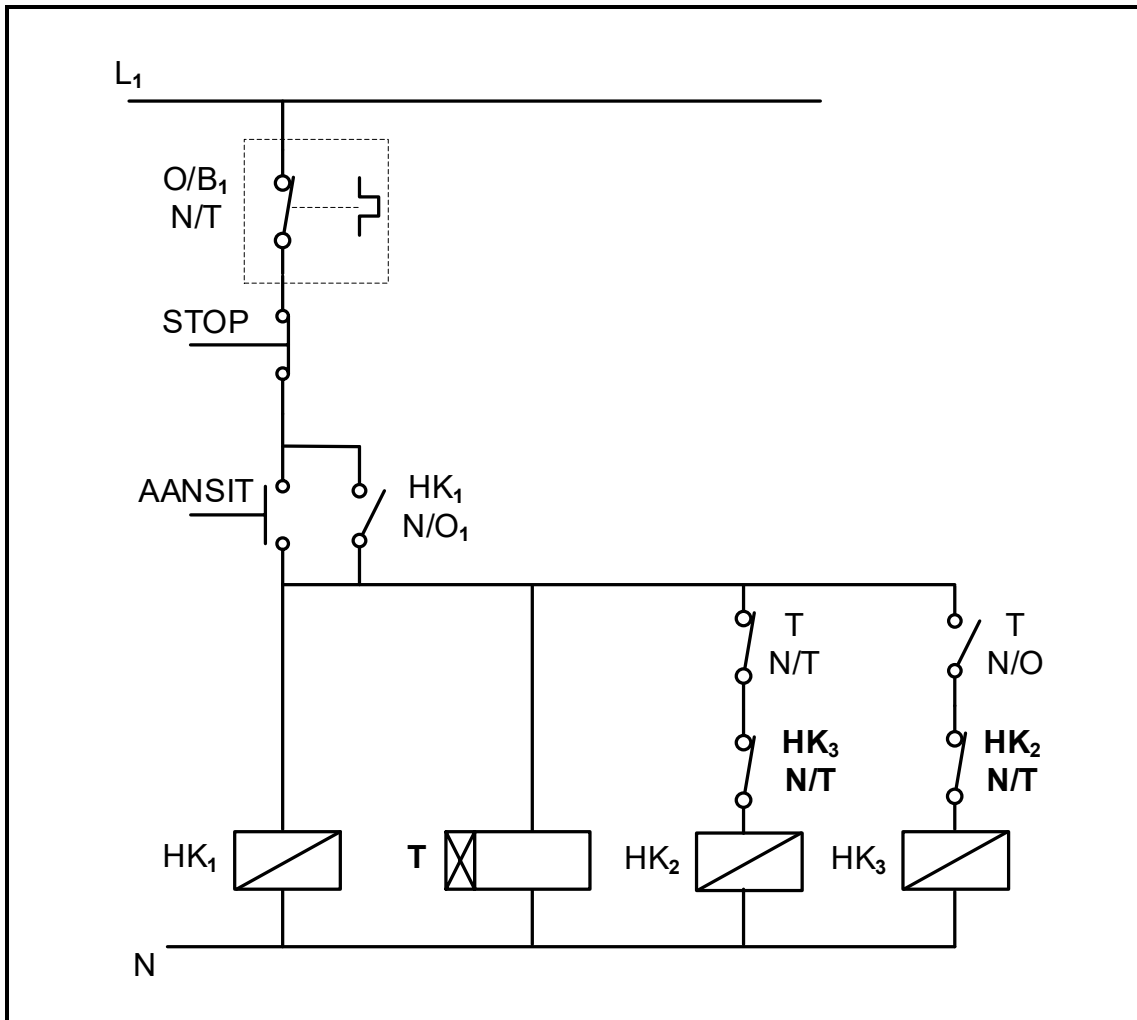 L₁
O/B₁
N/T
STOP
AANSIT
HK₁
N/O₁
T
N/T
T
N/O
HK₃
N/T
HK₂
N/T
HK₁
T
HK₂
HK₃
N